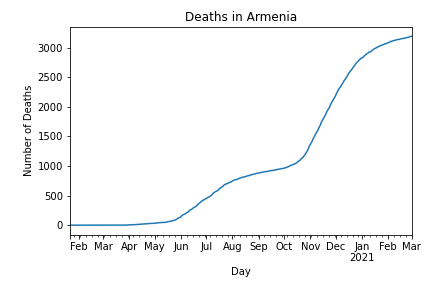 Deaths in Armenia
Number of Deaths
3000
2500
2000
1500
1000
500
0
Feb Mar Apr May Jun Jul Aug Sep Oct Nov Dec Jan Feb Mar
2021
Day